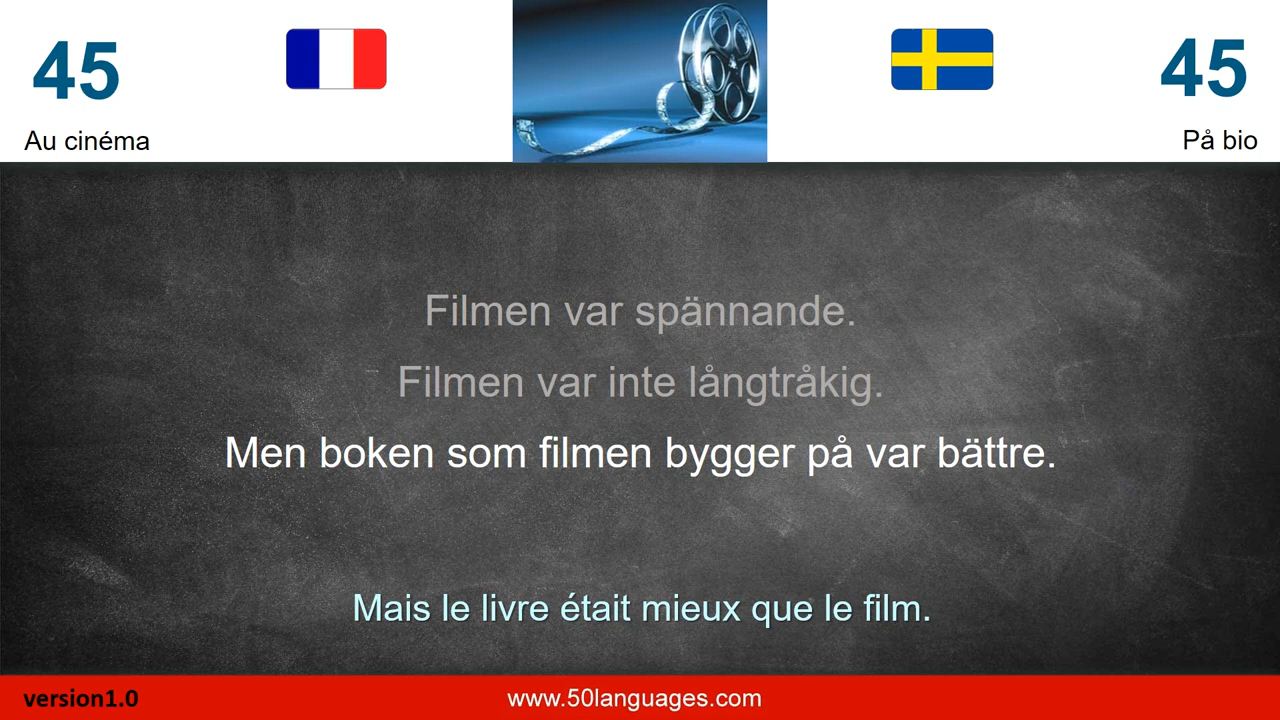 45
45
Au cinéma
På bio
Filmen var spännande.
Filmen var inte långtråkig.
Men boken som filmen bygger på var bättre.
Mais le livre était mieux que le film.
version1.0
www.50languages.com